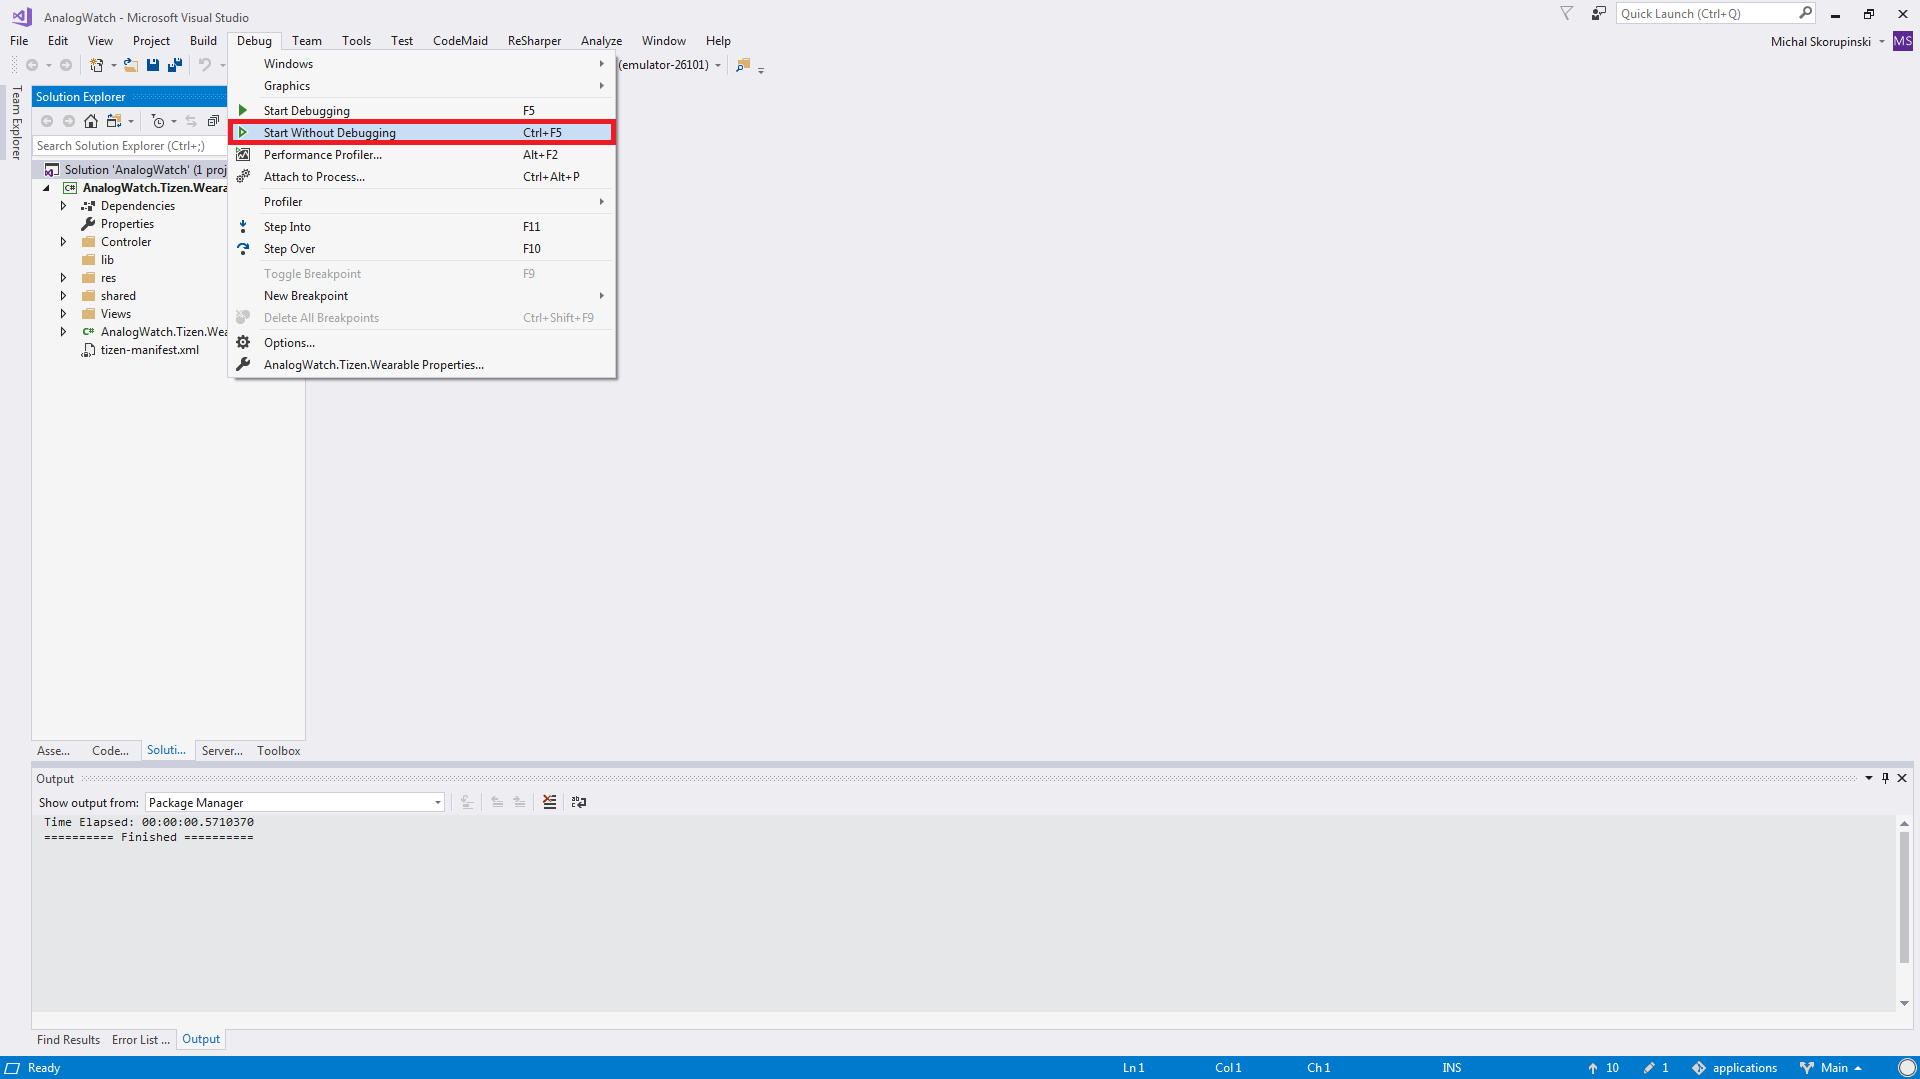 AnalogWatch - Microsoft Visual Studio
Quick Launch (Ctrl+Q)
File Edit View Project Build Debug Team Tools Test CodeMaid ReSharper Analyze Window Help
Michal Skorupinski MS
(emulator-26101)
Team Explorer
Solution Explorer
Search Solution Explorer (Ctrl+;)
Solution 'AnalogWatch' (1 proj
AnalogWatch.Tizen.Weara
Dependencies
Properties
Controler
lib
res
shared
Views
AnalogWatch.Tizen.Wea
tizen-manifest.xml
Windows
Graphics
Start Debugging F5
Start Without Debugging Ctrl+F5
Performance Profiler... Alt+F2
Attach to Process... Ctrl+Alt+P
Profiler
Step Into F11
Step Over F10
Toggle Breakpoint F9
New Breakpoint
Delete All Breakpoints Ctrl+Shift+F9
Options...
AnalogWatch.Tizen.Wearable Properties...
Asse... Code... Soluti... Server... Toolbox
Output
Show output from: Package Manager
Time Elapsed: 00:00:00.5710370
========== Finished ==========
Find Results Error List ... Output
Ready Ln 1 Col 1 Ch 1 INS 10 1 applications Main